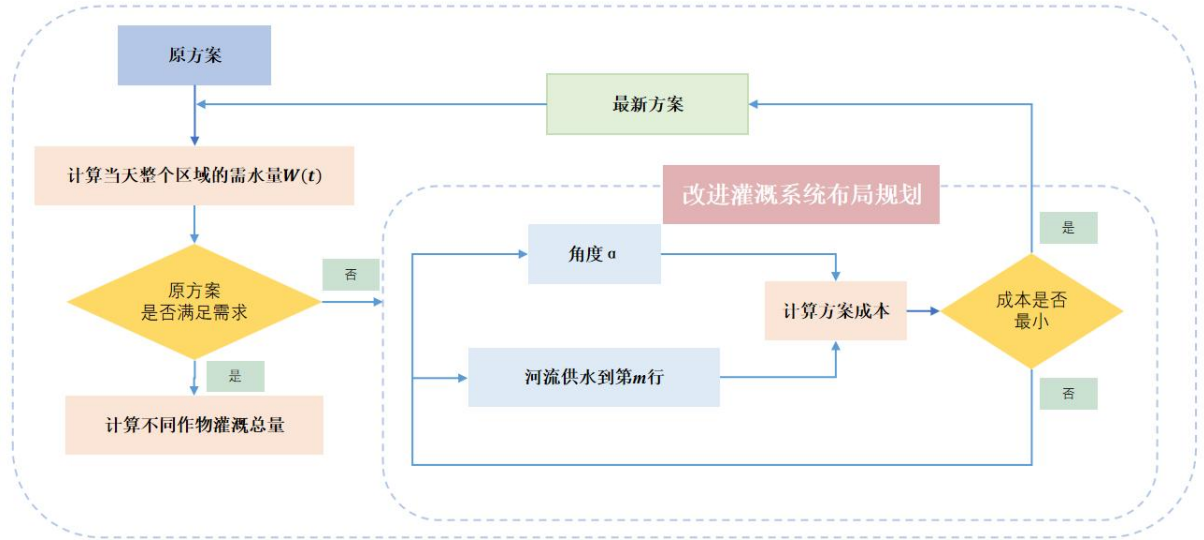 原方案
最新方案
计算当天整个区域的需水量W(t)
改进灌溉系统布局规划
是
角度 α
否
原方案
是否满足需求
计算方案成本
成本是否
最小
是
河流供水到第m行
否
计算不同作物灌溉总量